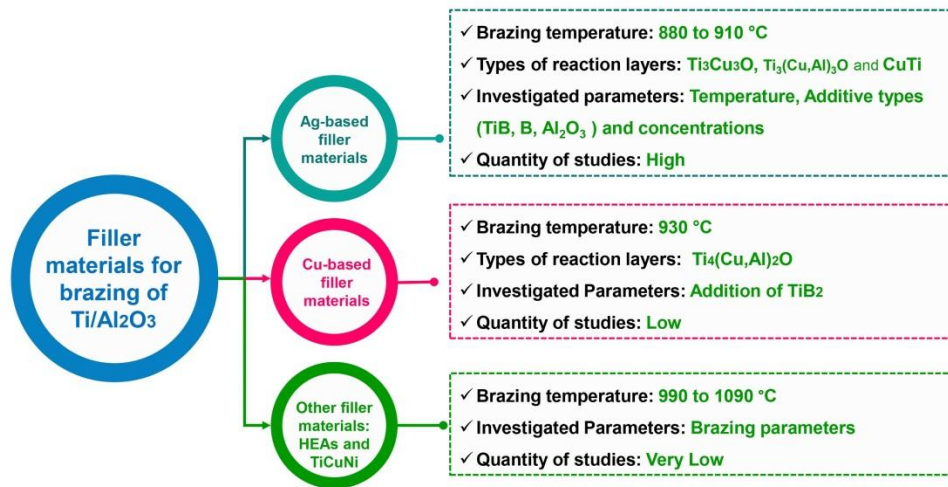 Filler
materials for
brazing of
Ti/Al₂O₃
Ag-based
filler
materials
✓ Brazing temperature: 880 to 910 °C
✓ Types of reaction layers: Ti₃Cu₃O, Ti₃(Cu,Al)₃O and CuTi
✓ Investigated parameters: Temperature, Additive types
(TiB, B, Al₂O₃ ) and concentrations
✓ Quantity of studies: High
Cu-based
filler
materials
✓ Brazing temperature: 930 °C
✓ Types of reaction layers: Ti₄(Cu,Al)₂O
✓ Investigated Parameters: Addition of TiB₂
✓ Quantity of studies: Low
Other filler
materials:
HEAs and
TiCuNi
✓ Brazing temperature: 990 to 1090 °C
✓ Investigated Parameters: Brazing parameters
✓ Quantity of studies: Very Low